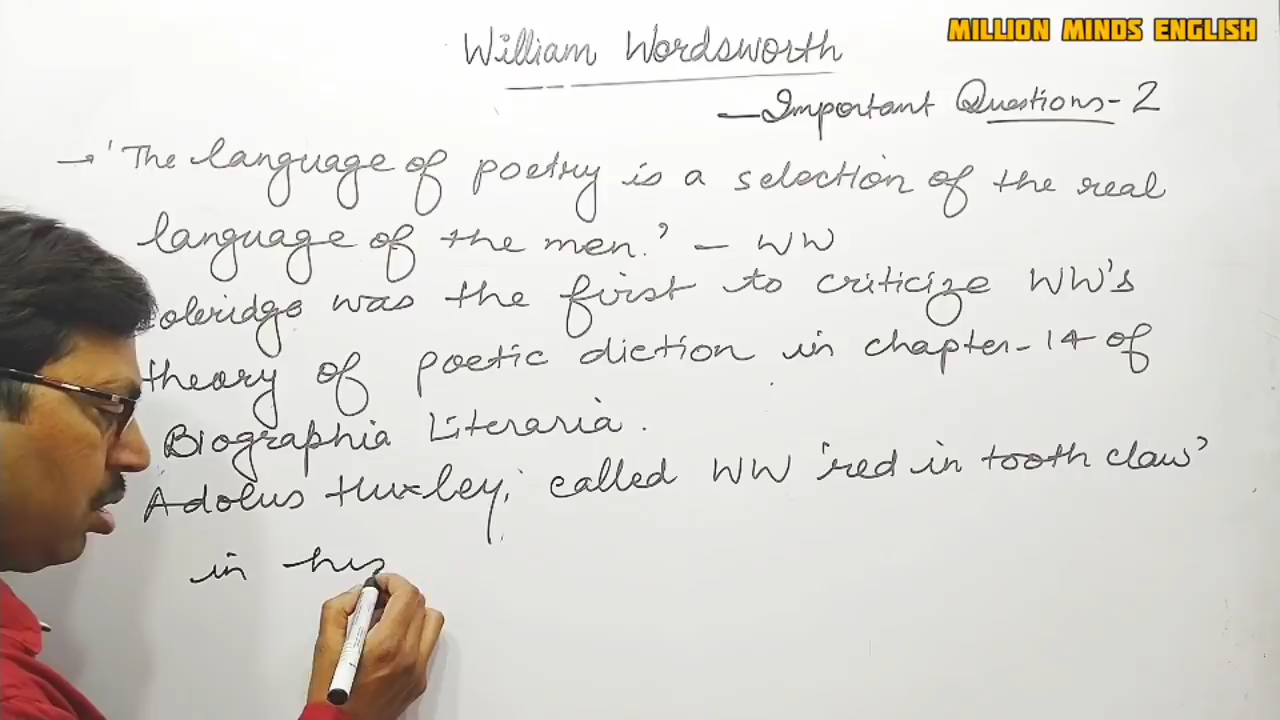 MILLION MINDS ENGLISH
William Wordsworth
— Important Questions - 2
→ 'The language of poetry is a selection of the real
language of the men.' — WW
oleridge was the first to criticize WW's
theory of poetic diction in chapter - 14 of
Biographia Literaria.
Adolus Huxley, called WW 'red in tooth claw'
in his